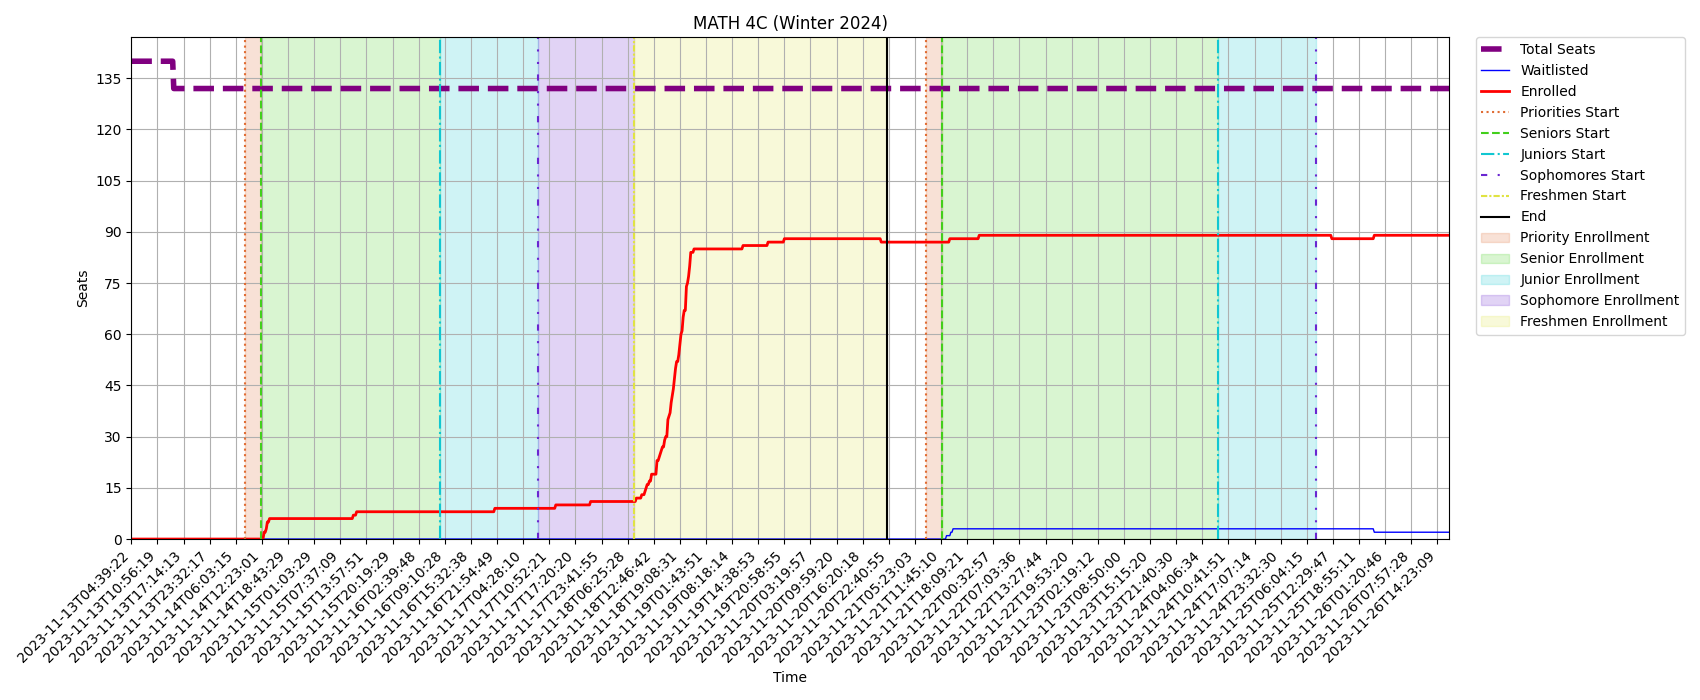 MATH 4C (Winter 2024)
Seats
135
120
105
90
75
60
45
30
15
0
2023-11-13T04:39:22
2023-11-13T10:56:19
2023-11-13T17:14:13
2023-11-13T23:32:17
2023-11-14T06:03:15
2023-11-14T12:23:01
2023-11-14T18:43:29
2023-11-15T01:03:29
2023-11-15T07:37:09
2023-11-15T13:57:51
2023-11-15T20:19:29
2023-11-16T02:39:48
2023-11-16T09:10:28
2023-11-16T15:32:38
2023-11-16T21:54:49
2023-11-17T04:28:10
2023-11-17T10:52:21
2023-11-17T17:20:20
2023-11-17T23:41:55
2023-11-18T06:25:28
2023-11-18T12:46:42
2023-11-18T19:08:31
2023-11-19T01:43:51
2023-11-19T08:18:14
2023-11-19T14:38:53
2023-11-19T20:58:55
2023-11-20T03:19:57
2023-11-20T09:59:20
2023-11-20T16:20:18
2023-11-20T22:40:55
2023-11-21T05:23:03
2023-11-21T11:45:10
2023-11-21T18:09:21
2023-11-22T00:32:57
2023-11-22T07:03:36
2023-11-22T13:27:44
2023-11-22T19:53:20
2023-11-23T02:19:12
2023-11-23T08:50:00
2023-11-23T15:15:20
2023-11-23T21:40:30
2023-11-24T04:06:34
2023-11-24T10:41:51
2023-11-24T17:07:14
2023-11-24T23:32:30
2023-11-25T06:04:15
2023-11-25T12:29:47
2023-11-25T18:55:11
2023-11-26T01:20:46
2023-11-26T07:57:28
2023-11-26T14:23:09
Time
Total Seats
Waitlisted
Enrolled
Priorities Start
Seniors Start
Juniors Start
Sophomores Start
Freshmen Start
End
Priority Enrollment
Senior Enrollment
Junior Enrollment
Sophomore Enrollment
Freshmen Enrollment